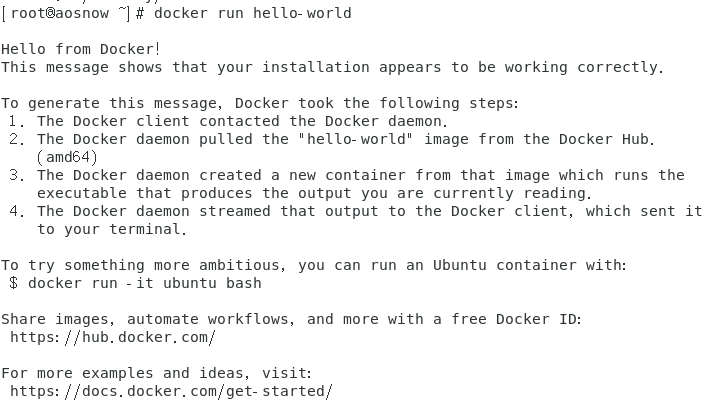 [root@aosnow ~]# docker run hello-world
Hello from Docker!
This message shows that your installation appears to be working correctly.
To generate this message, Docker took the following steps:
1. The Docker client contacted the Docker daemon.
2. The Docker daemon pulled the "hello-world" image from the Docker Hub.
(amd64)
3. The Docker daemon created a new container from that image which runs the
executable that produces the output you are currently reading.
4. The Docker daemon streamed that output to the Docker client, which sent it
to your terminal.
To try something more ambitious, you can run an Ubuntu container with:
$ docker run -it ubuntu bash
Share images, automate workflows, and more with a free Docker ID:
https://hub.docker.com/
For more examples and ideas, visit:
https://docs.docker.com/get-started/